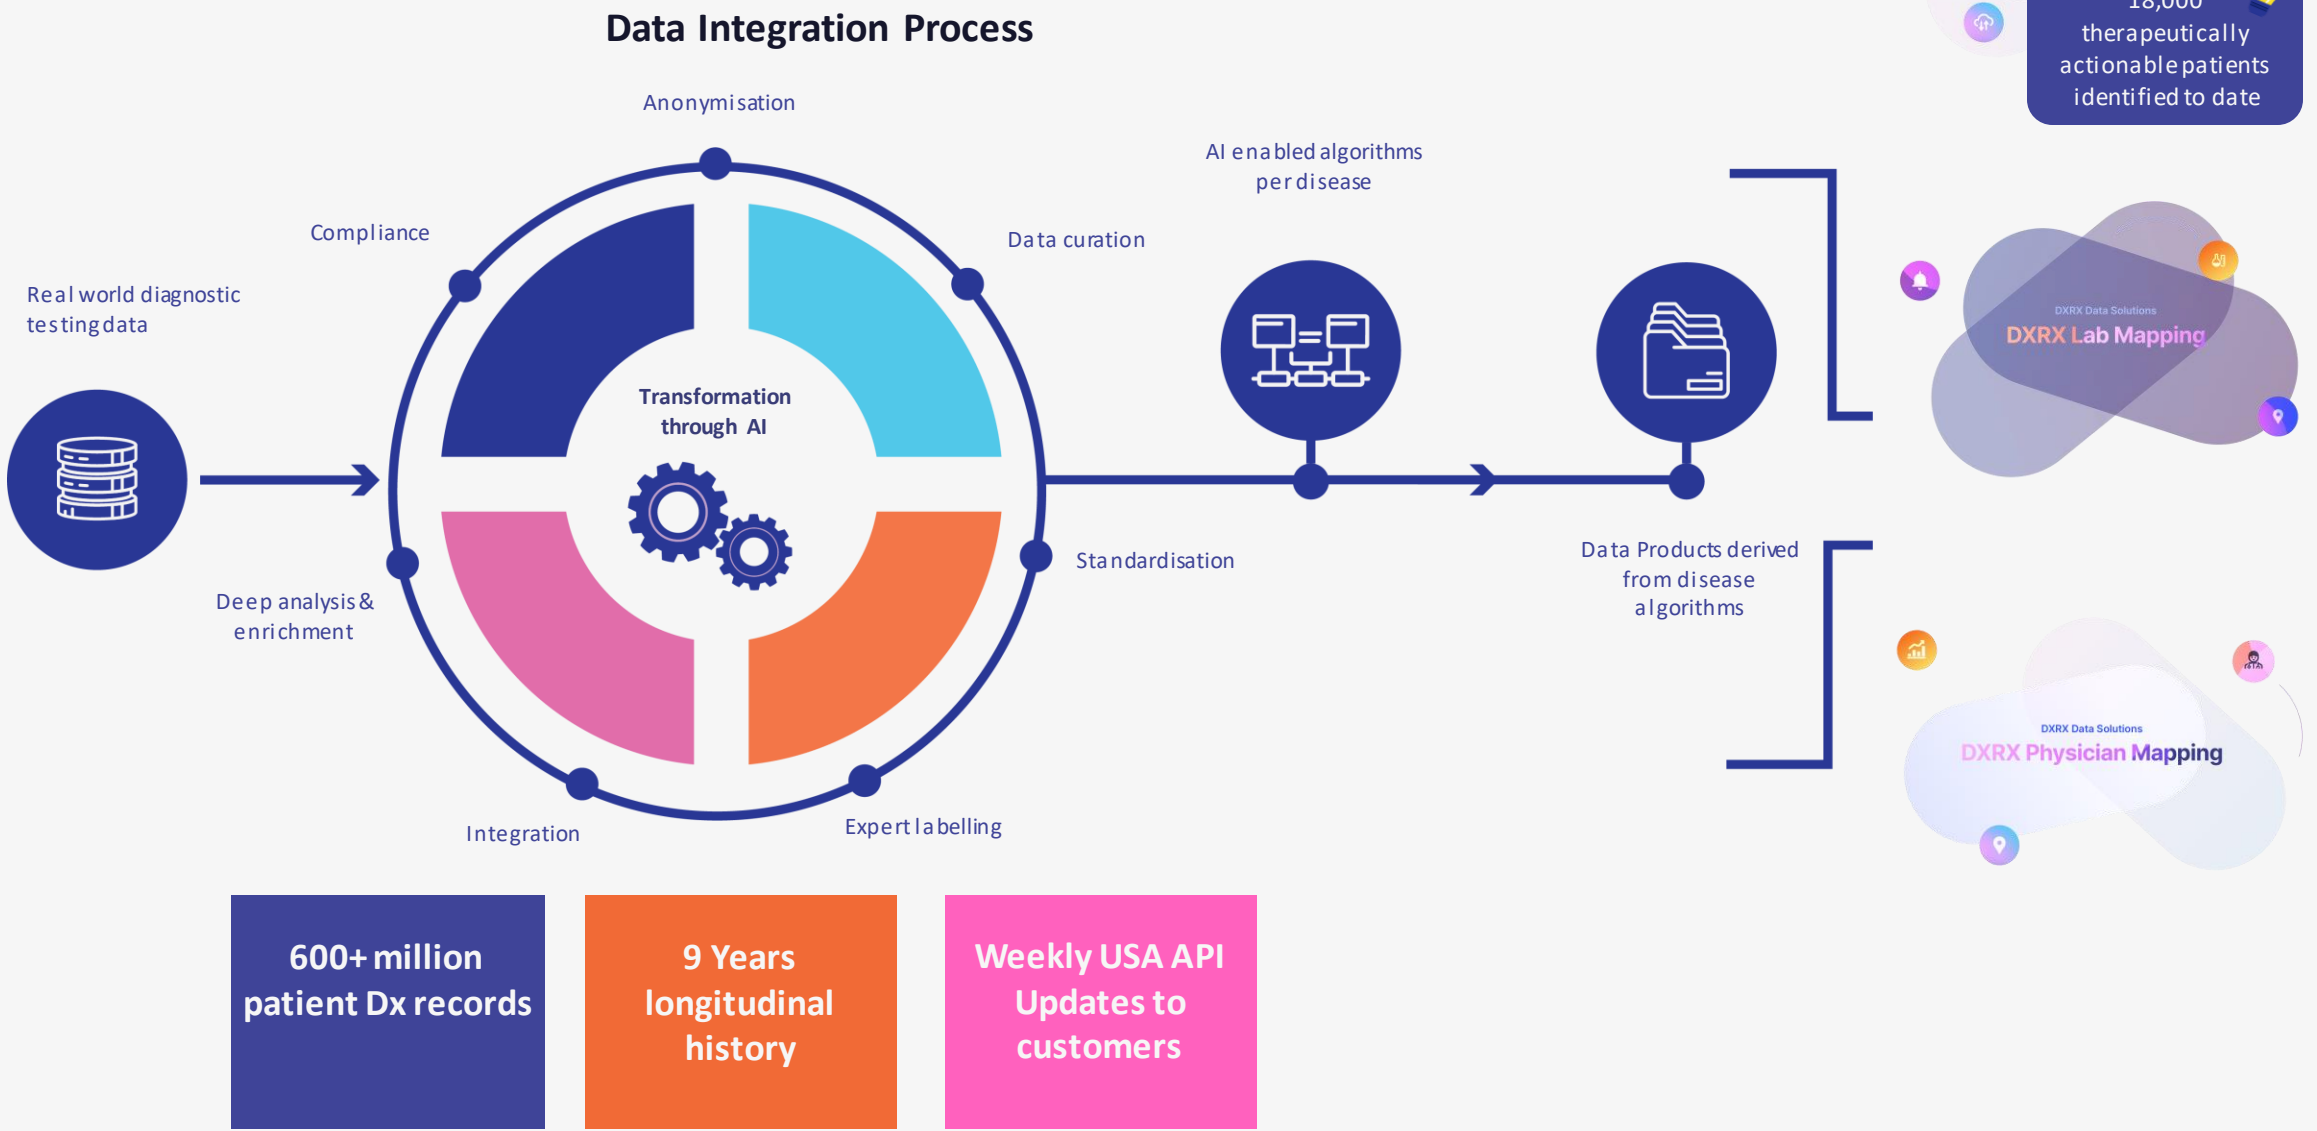 Data Integration Process
18,000
therapeutically
actionable patients
identified to date
Anonymisation
Compliance
Data curation
AI enabled algorithms
per disease
Real world diagnostic
testing data
Transformation
through AI
DXRX Data Solutions
DXRX Lab Mapping
Deep analysis &
enrichment
Standardisation
Data Products derived
from disease
algorithms
DXRX Data Solutions
DXRX Physician Mapping
Integration
Expert labelling
600+ million
patient Dx records
9 Years
longitudinal
history
Weekly USA API
Updates to
customers